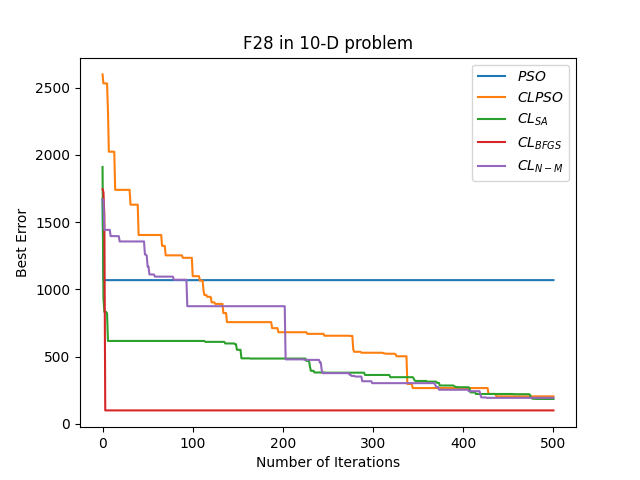 F28 in 10-D problem
Best Error
2500
2000
1500
1000
500
0
PSO
CLPSO
CL_{SA}
CL_{BFGS}
CL_{N-M}
0 100 200 300 400 500
Number of Iterations